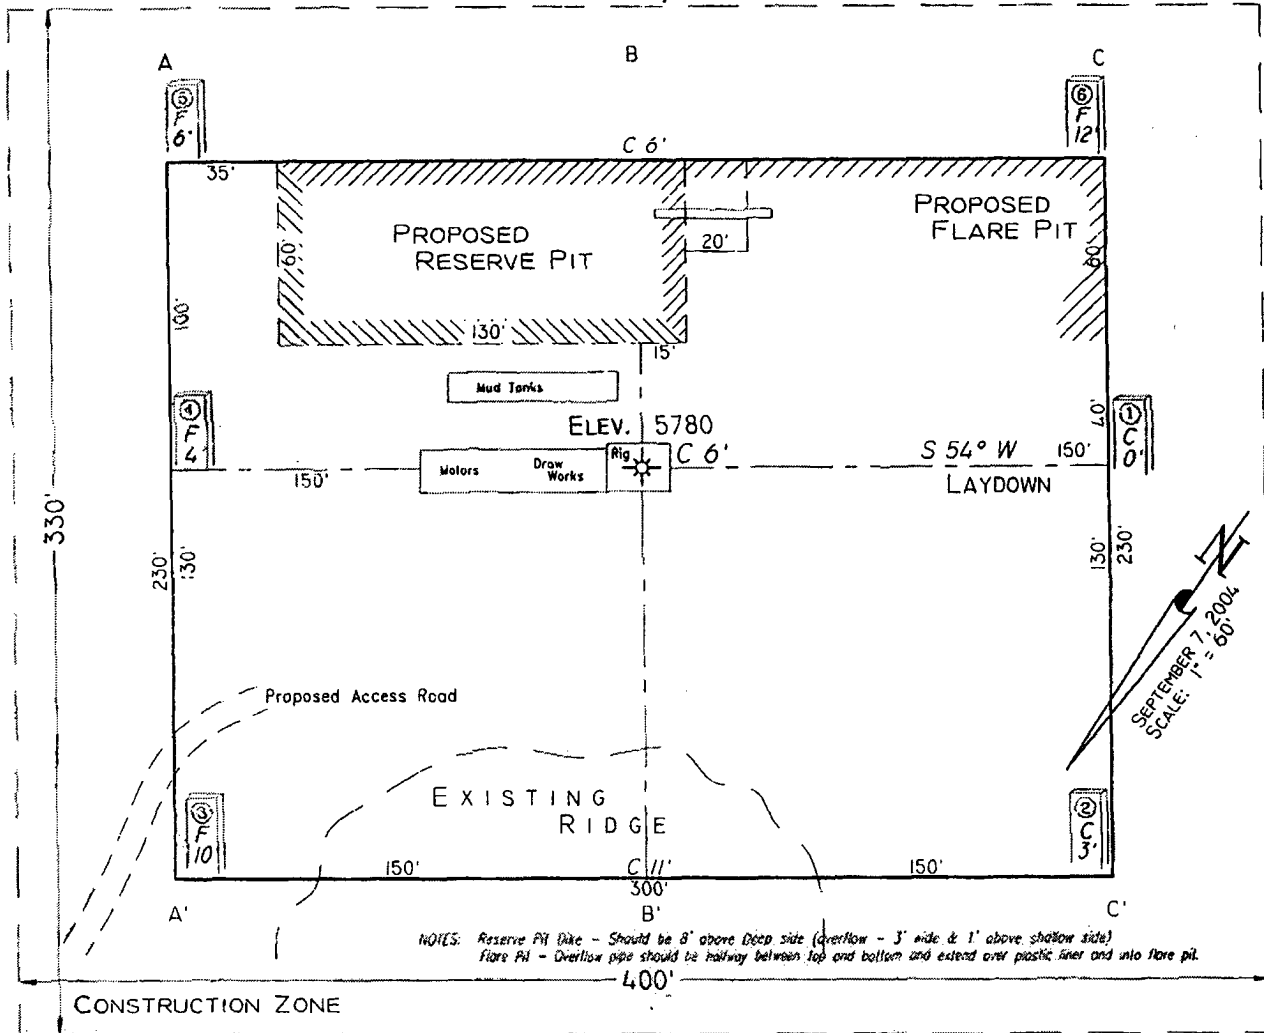 A
B
C
⑤
F
6'
⑥
F
12'
C 6'
35'
PROPOSED
RESERVE PIT
PROPOSED
FLARE PIT
60'
20'
60'
100'
130'
15'
Mud Tanks
④
F
4
ELEV. 5780
40'
①
C
0'
Rig
C 6'
S 54° W
150'
Motors
Draw
Works
150'
LAYDOWN
330'
230'
130'
130'
230'
N
SEPTEMBER 7, 2004
SCALE: 1" = 60'
Proposed Access Road
③
F
10
EXISTING
RIDGE
②
C
3'
150'
C 11'
150'
300'
A'
B'
C'
NOTES: Reserve Pit Dike - Should be 8' above Deep side (overflow - 3' wide & 1' above shallow side)
Flare Pit - Overflow pipe should be halfway between top and bottom and extend over plastic liner and into flare pit.
400'
CONSTRUCTION ZONE